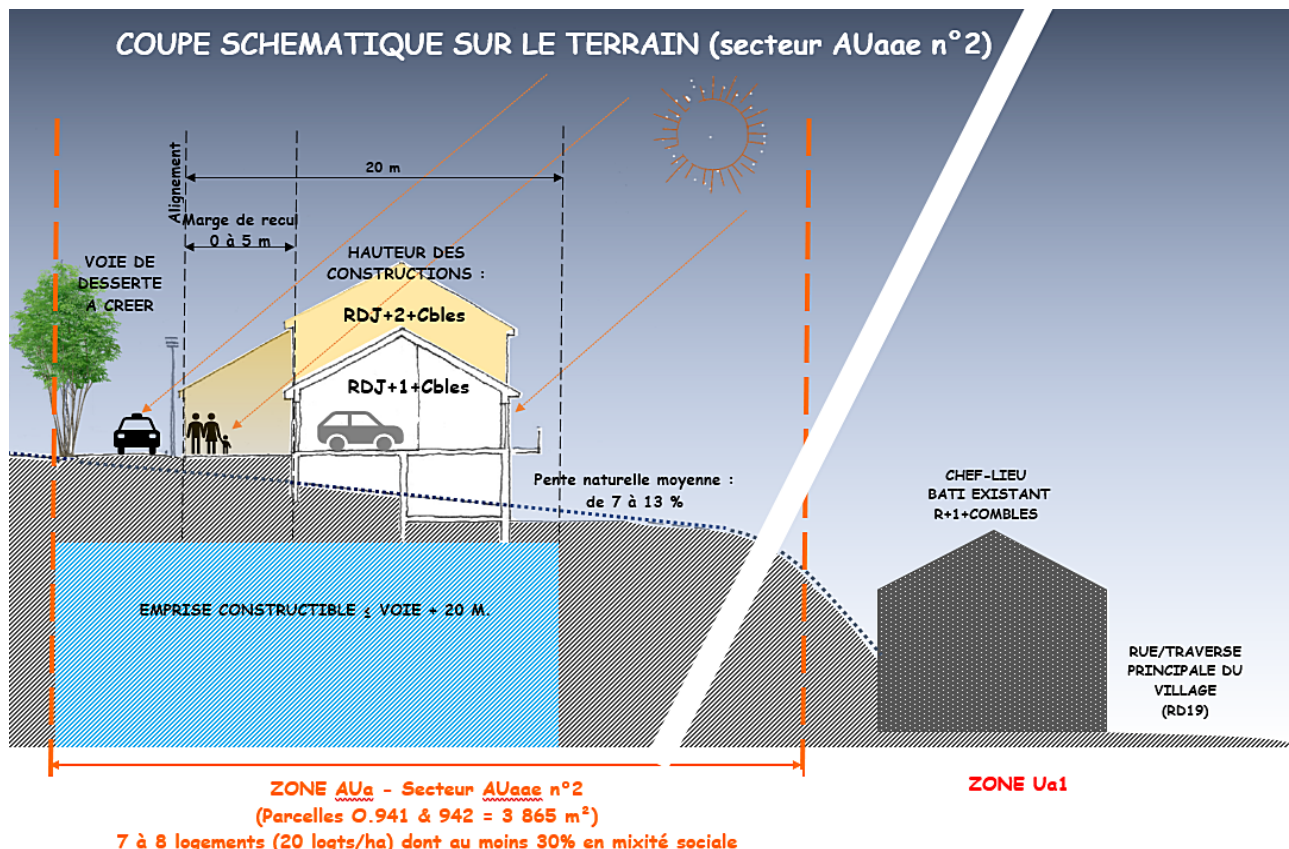 COUPE SCHEMATIQUE SUR LE TERRAIN (secteur AUaae n°2)
Alignement
20 m
Marge de recul
0 à 5 m
VOIE DE
DESSERTE
A CREER
HAUTEUR DES
CONSTRUCTIONS :
RDJ+2+Cbles
RDJ+1+Cbles
Pente naturelle moyenne :
de 7 à 13 %
CHEF-LIEU
BATI EXISTANT
R+1+COMBLES
EMPRISE CONSTRUCTIBLE ≤ VOIE + 20 M.
RUE/TRAVERSE
PRINCIPALE DU
VILLAGE
(RD19)
ZONE AUa - Secteur AUaae n°2
(Parcelles O.941 & 942 = 3 865 m²)
7 à 8 logements (20 logts/ha) dont au moins 30% en mixité sociale
ZONE Ua1